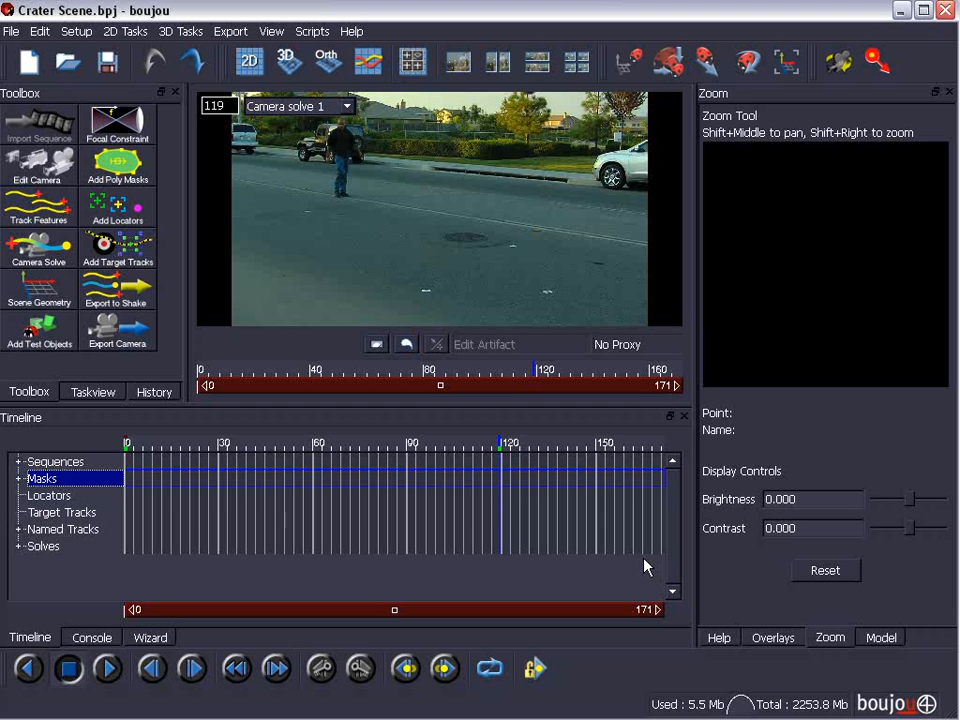 Crater Scene.bpj - boujou
File Edit Setup 2D Tasks 3D Tasks Export View Scripts Help
2D 3D Orth
Toolbox
Import Sequence Focal Constraint
Edit Camera Add Poly Masks
Track Features Add Locators
Camera Solve Add Target Tracks
Scene Geometry Export to Shake
Add Test Objects Export Camera
Toolbox Taskview History
119 Camera solve 1
Edit Artifact No Proxy
0 40 80 120 160
0 171
Zoom
Zoom Tool
Shift+Middle to pan, Shift+Right to zoom
Point:
Name:
Display Controls
Brightness 0.000
Contrast 0.000
Reset
Help Overlays Zoom Model
Timeline
0 30 60 90 120 150
Sequences
Masks
Locators
Target Tracks
Named Tracks
Solves
0 171
Timeline Console Wizard
Used : 5.5 Mb Total : 2253.8 Mb boujou 4